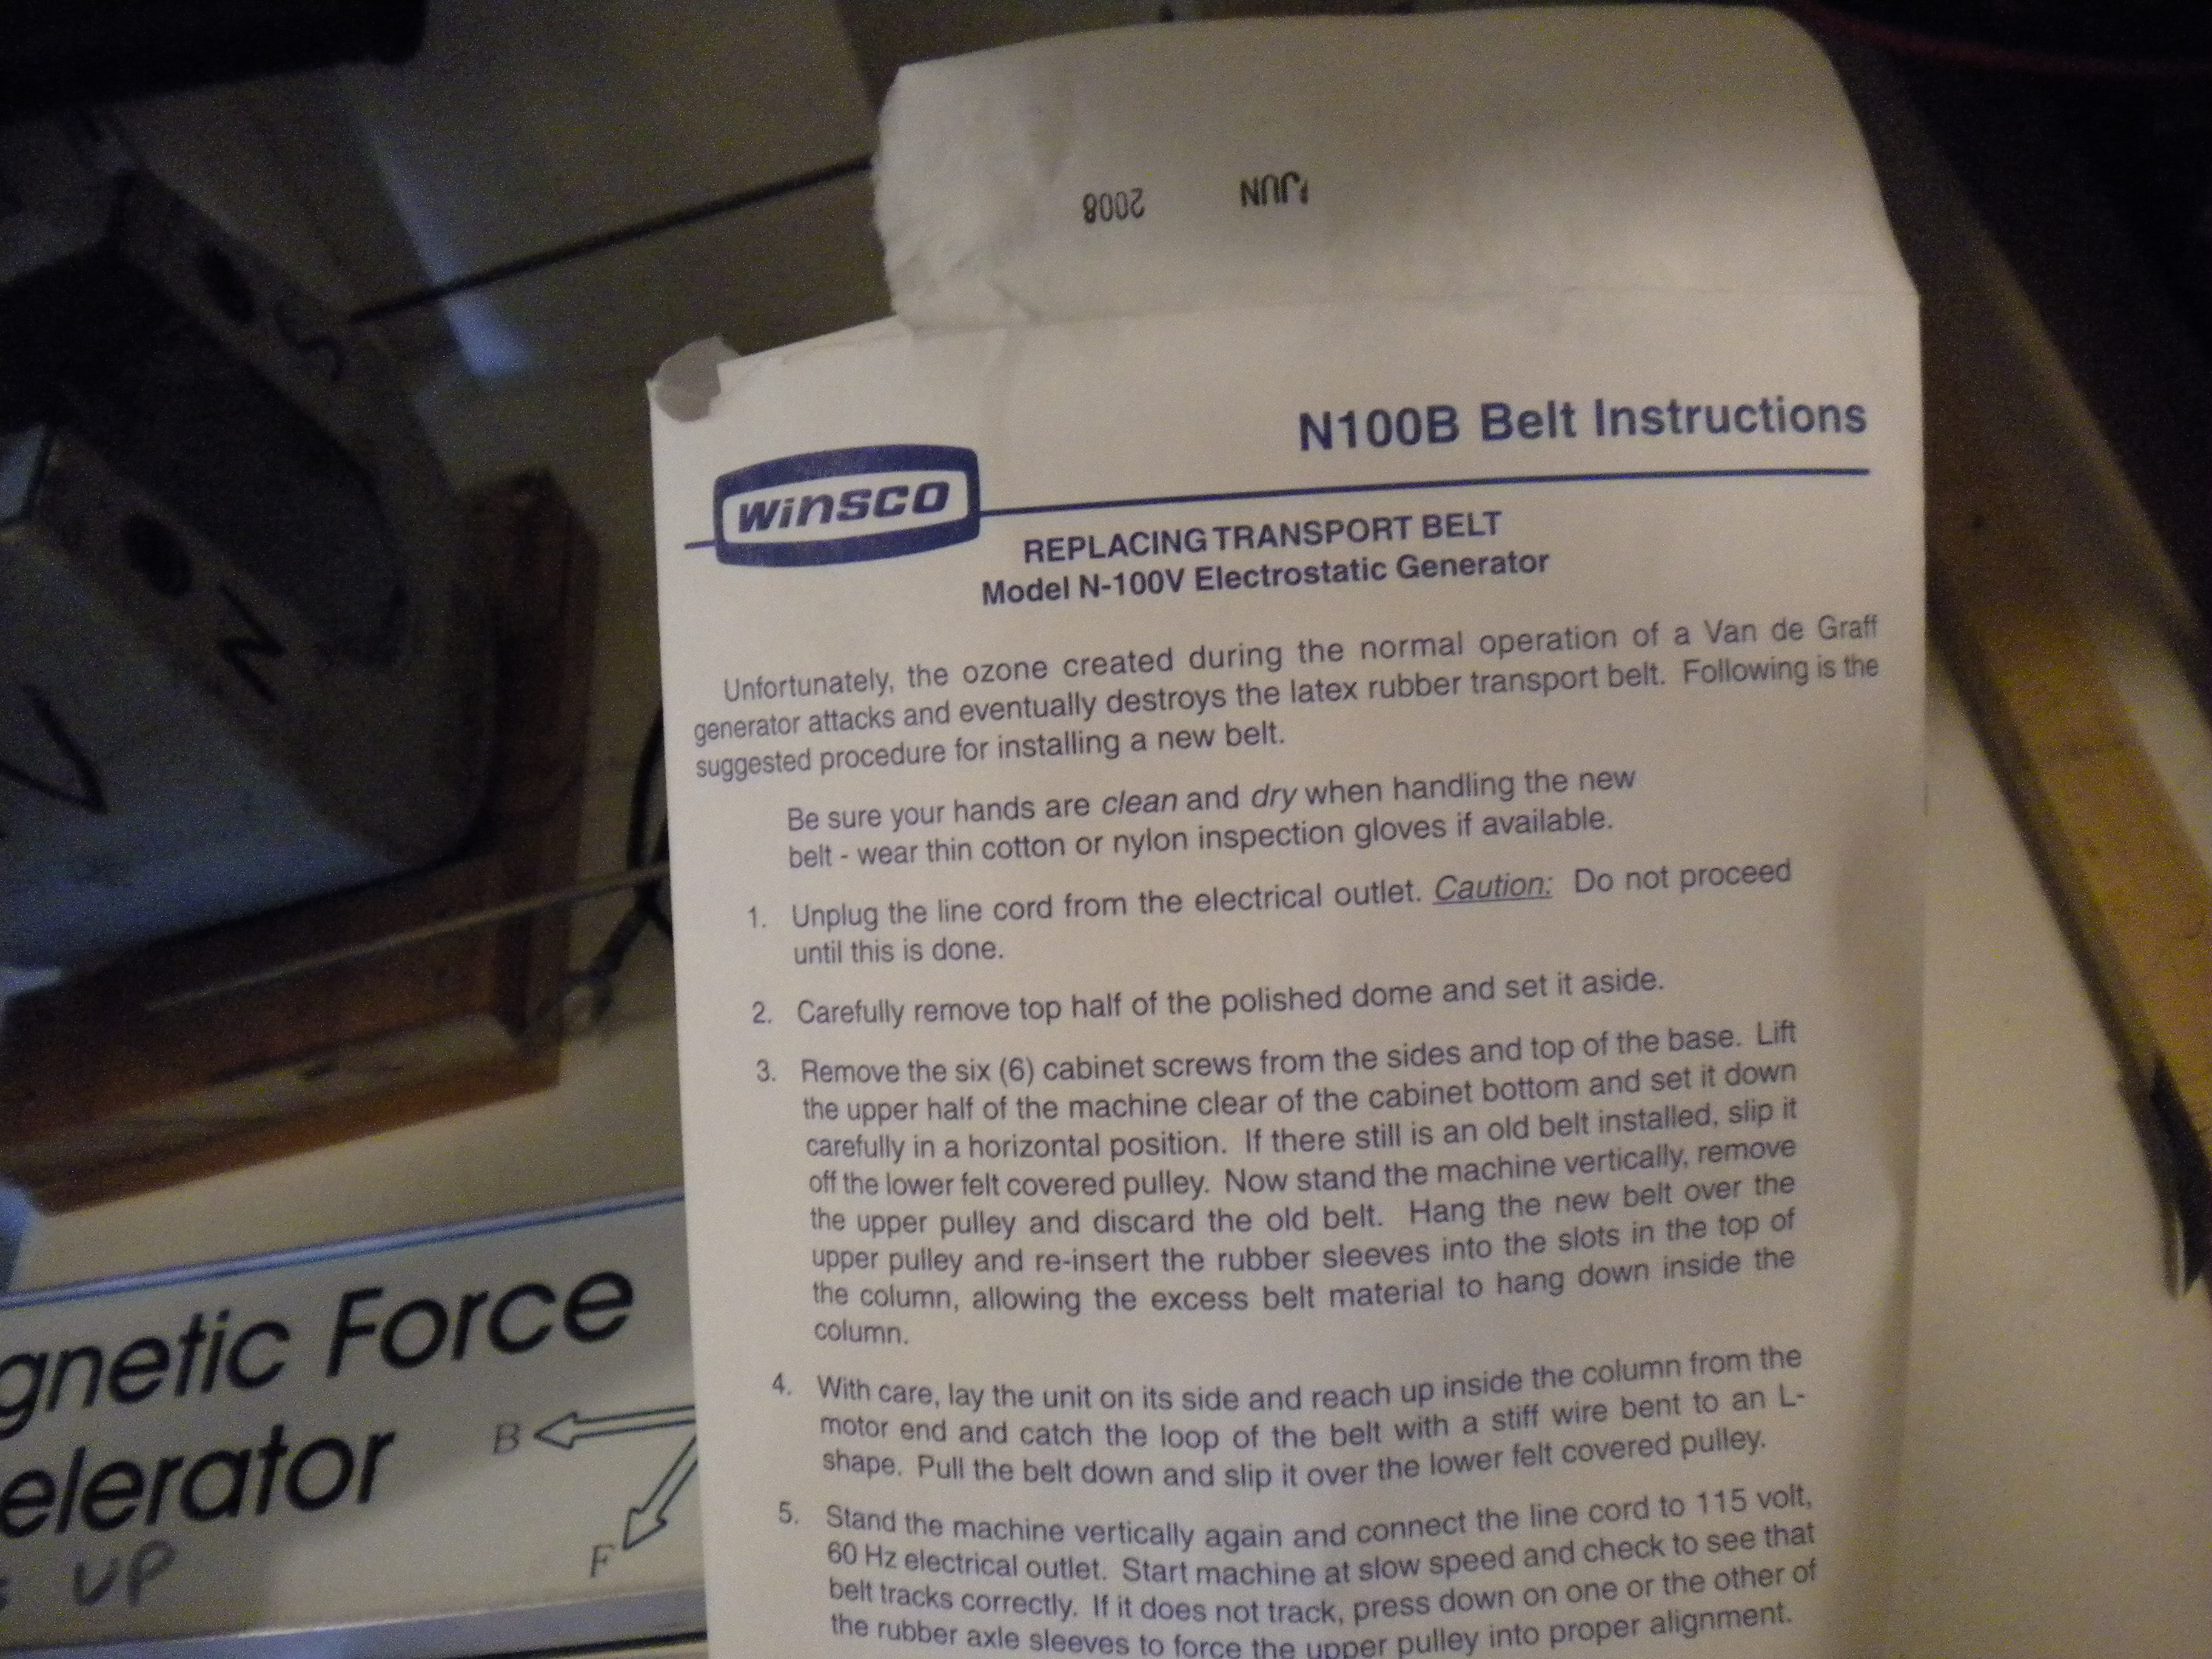 JUN 2008
N100B Belt Instructions
winsco
REPLACING TRANSPORT BELT
Model N-100V Electrostatic Generator
Unfortunately, the ozone created during the normal operation of a Van de Graff
generator attacks and eventually destroys the latex rubber transport belt. Following is the
suggested procedure for installing a new belt.
Be sure your hands are clean and dry when handling the new
belt - wear thin cotton or nylon inspection gloves if available.
1. Unplug the line cord from the electrical outlet. Caution: Do not proceed
until this is done.
2. Carefully remove top half of the polished dome and set it aside.
3. Remove the six (6) cabinet screws from the sides and top of the base. Lift
the upper half of the machine clear of the cabinet bottom and set it down
carefully in a horizontal position. If there still is an old belt installed, slip it
off the lower felt covered pulley. Now stand the machine vertically, remove
the upper pulley and discard the old belt. Hang the new belt over the
upper pulley and re-insert the rubber sleeves into the slots in the top of
the column, allowing the excess belt material to hang down inside the
column.
4. With care, lay the unit on its side and reach up inside the column from the
motor end and catch the loop of the belt with a stiff wire bent to an L-
shape. Pull the belt down and slip it over the lower felt covered pulley.
5. Stand the machine vertically again and connect the line cord to 115 volt,
60 Hz electrical outlet. Start machine at slow speed and check to see that
belt tracks correctly. If it does not track, press down on one or the other of
the rubber axle sleeves to force the upper pulley into proper alignment.
S
N
gnetic Force
elerator
B
F
UP